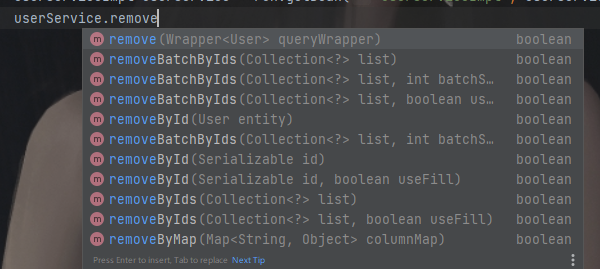 userService.remove
m remove(Wrapper<User> queryWrapper) boolean
m removeBatchByIds(Collection<?> list) boolean
m removeBatchByIds(Collection<?> list, int batchS… boolean
m removeBatchByIds(Collection<?> list, boolean us… boolean
m removeById(User entity) boolean
m removeBatchByIds(Collection<?> list, int batchS… boolean
m removeById(Serializable id) boolean
m removeById(Serializable id, boolean useFill) boolean
m removeByIds(Collection<?> list) boolean
m removeByIds(Collection<?> list, boolean useFill) boolean
m removeByMap(Map<String, Object> columnMap) boolean
Press Enter to insert, Tab to replace Next Tip